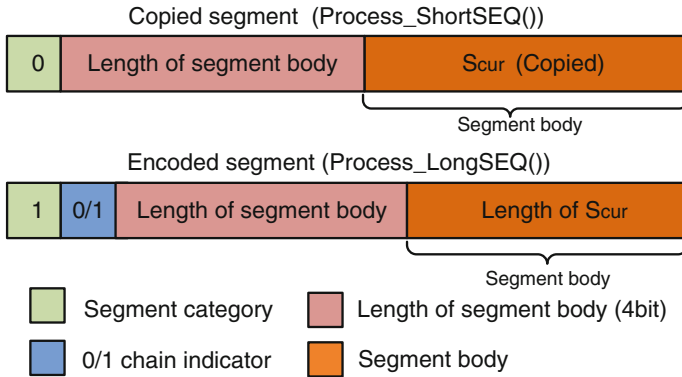 Copied segment (Process_ShortSEQ())
0 Length of segment body Scur (Copied)
Segment body
Encoded segment (Process_LongSEQ())
1 0/1 Length of segment body Length of Scur
Segment body
Segment category Length of segment body (4bit)
0/1 chain indicator Segment body